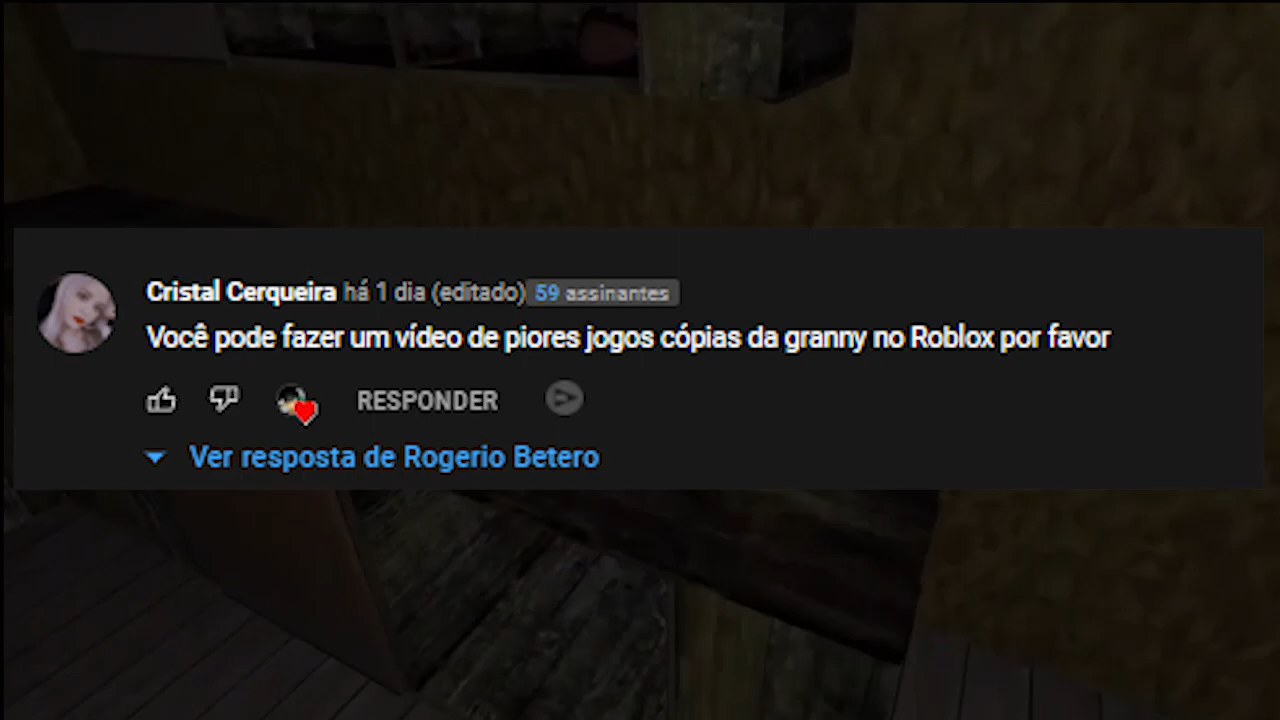 Cristal Cerqueira há 1 dia (editado) 59 assinantes
Você pode fazer um vídeo de piores jogos cópias da granny no Roblox por favor
RESPONDER
Ver resposta de Rogerio Betero